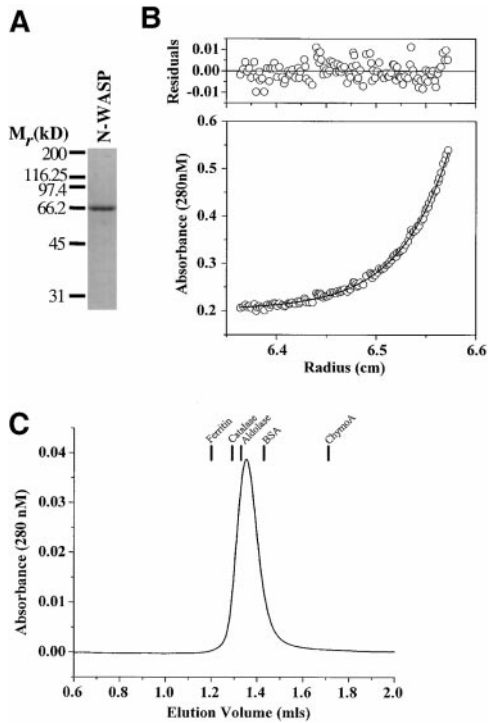 A
N-WASP
Mr(kD)
200
116.25
97.4
66.2
45
31
B
Residuals
0.01
0.00
-0.01
Absorbance (280nM)
0.6
0.5
0.4
0.3
0.2
6.4
6.5
6.6
Radius (cm)
C
Ferritin
Catalase
Aldolase
BSA
ChymoA
Absorbance (280 nM)
0.04
0.03
0.02
0.01
0.00
0.6
0.8
1.0
1.2
1.4
1.6
1.8
2.0
Elution Volume (mls)